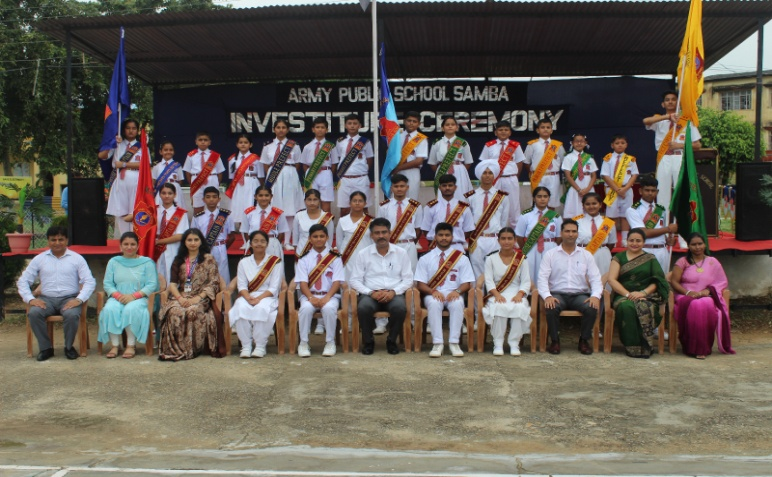 ARMY PUBLIC SCHOOL SAMBA
INVESTITURE CEREMONY